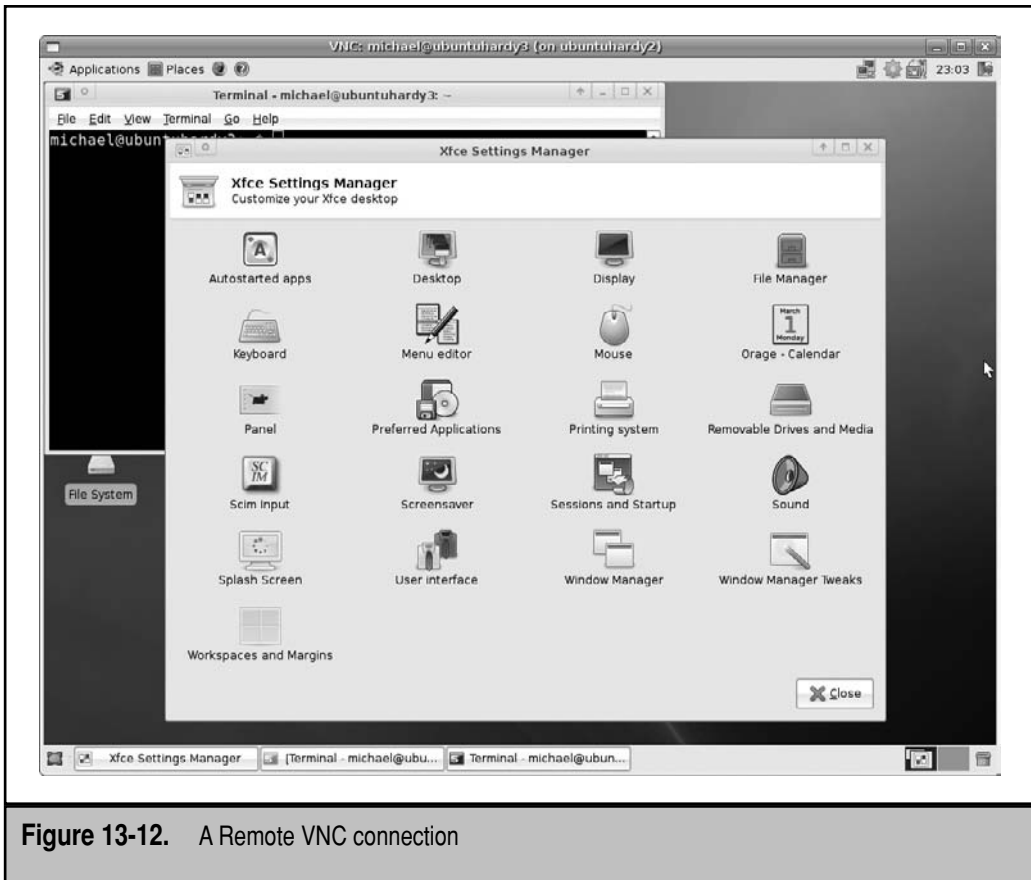 VNC: michael@ubuntuhardy3 (on ubuntuhardy2)
Applications Places 23:03
Terminal - michael@ubuntuhardy3: ~
File Edit View Terminal Go Help
Xfce Settings Manager
Xfce Settings Manager
Customize your Xfce desktop
Autostarted apps Desktop Display File Manager
March
1
Monday
Keyboard Menu editor Mouse Orage - Calendar
Panel Preferred Applications Printing system Removable Drives and Media
SC
IM
File System
Scim Input Screensaver Sessions and Startup Sound
Splash Screen User interface Window Manager Window Manager Tweaks
Workspaces and Margins
Close
Xfce Settings Manager [Terminal - michael@ubu... Terminal - michael@ubun...
Figure 13-12. A Remote VNC connection